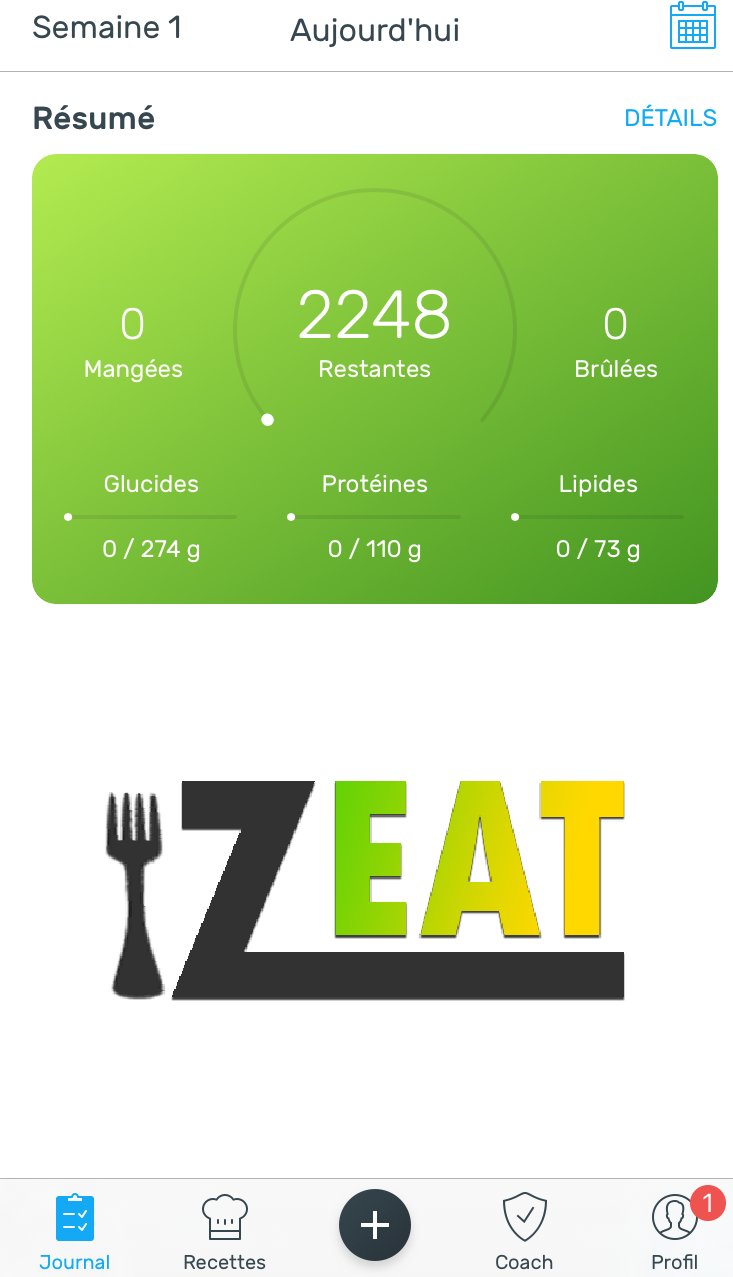 Semaine 1
Aujourd'hui
Résumé
DÉTAILS
0
2248
0
Mangées
Restantes
Brûlées
Glucides
Protéines
Lipides
0 / 274 g
0 / 110 g
0 / 73 g
ZEAT
1
Journal
Recettes
Coach
Profil